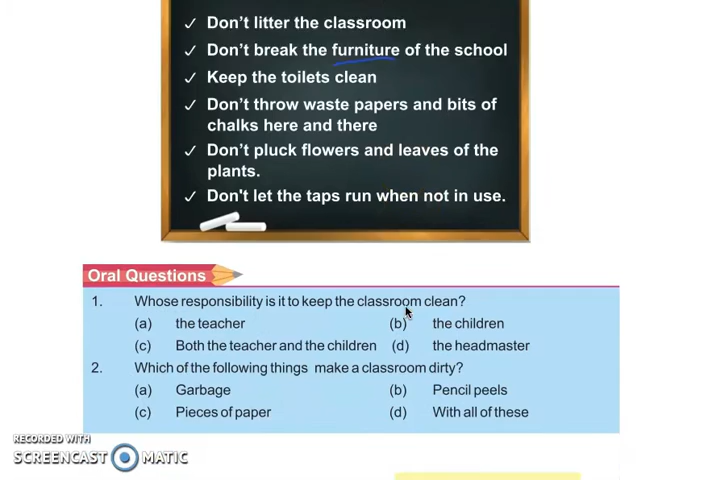 ✓ Don't litter the classroom
✓ Don't break the furniture of the school
✓ Keep the toilets clean
✓ Don't throw waste papers and bits of
chalks here and there
✓ Don't pluck flowers and leaves of the
plants.
✓ Don't let the taps run when not in use.
Oral Questions
1. Whose responsibility is it to keep the classroom clean?
(a) the teacher (b) the children
(c) Both the teacher and the children (d) the headmaster
2. Which of the following things make a classroom dirty?
(a) Garbage (b) Pencil peels
(c) Pieces of paper (d) With all of these
RECORDED WITH
SCREENCAST MATIC